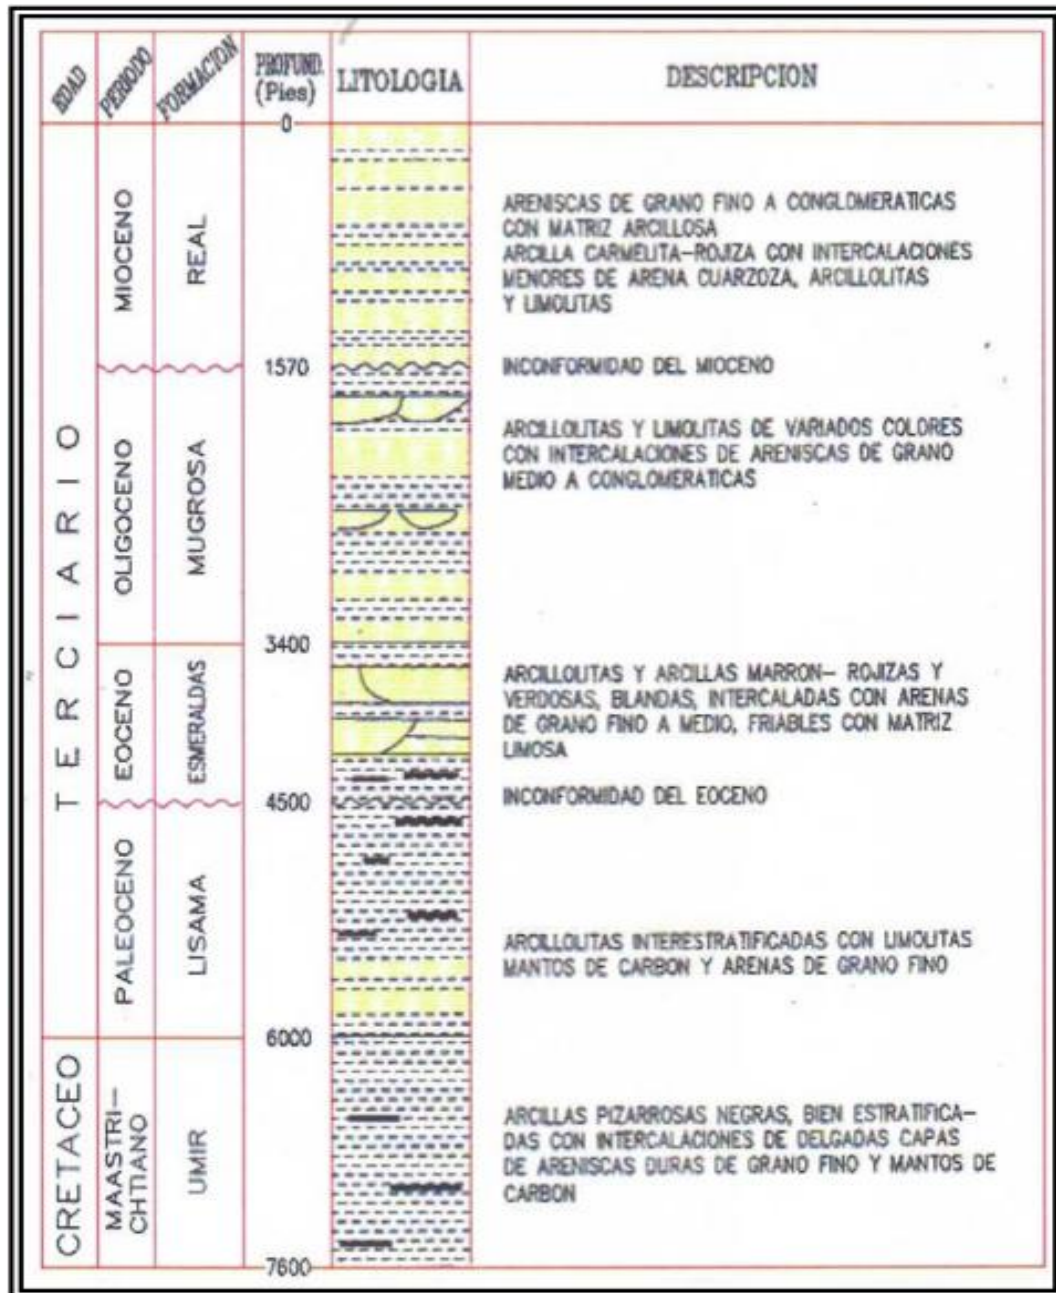 EDAD
PERIODO
FORMACION
PROFUND.
(Pies)
LITOLOGIA
DESCRIPCION
0
TERCIARIO
MIOCENO
REAL
ARENISCAS DE GRANO FINO A CONGLOMERATICAS
CON MATRIZ ARCILLOSA
ARCILLA CARMELITA-ROJIZA CON INTERCALACIONES
MENORES DE ARENA CUARZOZA, ARCILLOLITAS
Y LIMOLITAS
1570
INCONFORMIDAD DEL MIOCENO
OLIGOCENO
MUGROSA
ARCILLOLITAS Y LIMOLITAS DE VARIADOS COLORES
CON INTERCALACIONES DE ARENISCAS DE GRANO
MEDIO A CONGLOMERATICAS
3400
EOCENO
ESMERALDAS
ARCILLOLITAS Y ARCILLAS MARRON- ROJIZAS Y
VERDOSAS, BLANDAS, INTERCALADAS CON ARENAS
DE GRANO FINO A MEDIO, FRIABLES CON MATRIZ
LIMOSA
4500
INCONFORMIDAD DEL EOCENO
PALEOCENO
LISAMA
ARCILLOLITAS INTERESTRATIFICADAS CON LIMOLITAS
MANTOS DE CARBON Y ARENAS DE GRANO FINO
6000
CRETACEO
MAASTRI-
CHTIANO
UMIR
ARCILLAS PIZARROSAS NEGRAS, BIEN ESTRATIFICA-
DAS CON INTERCALACIONES DE DELGADAS CAPAS
DE ARENISCAS DURAS DE GRANO FINO Y MANTOS DE
CARBON
7600